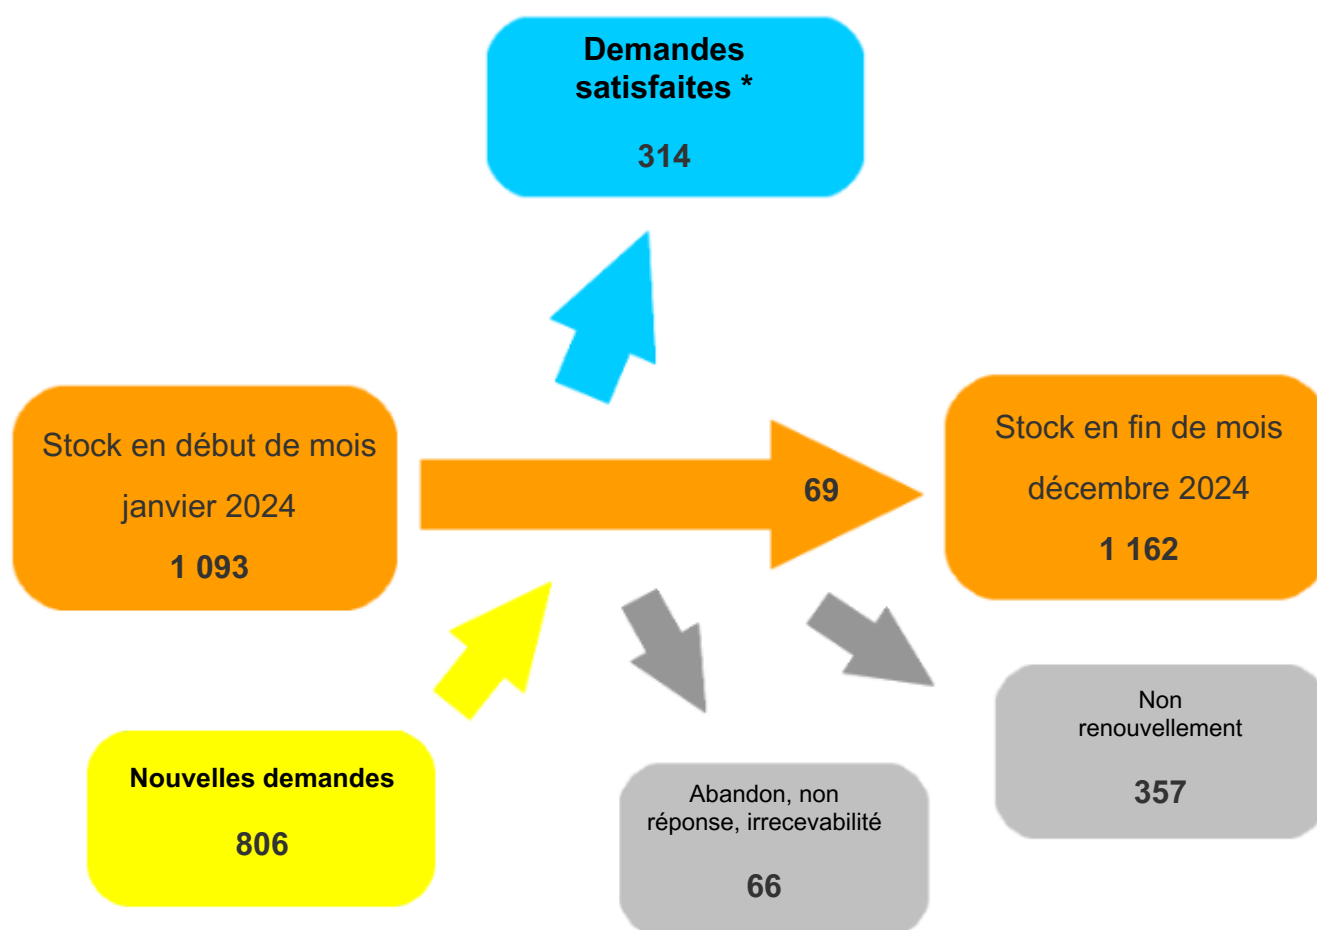 Demandes
satisfaites *
314
Stock en début de mois
janvier 2024
1 093
69
Stock en fin de mois
décembre 2024
1 162
Nouvelles demandes
806
Abandon, non
réponse, irrecevabilité
66
Non
renouvellement
357